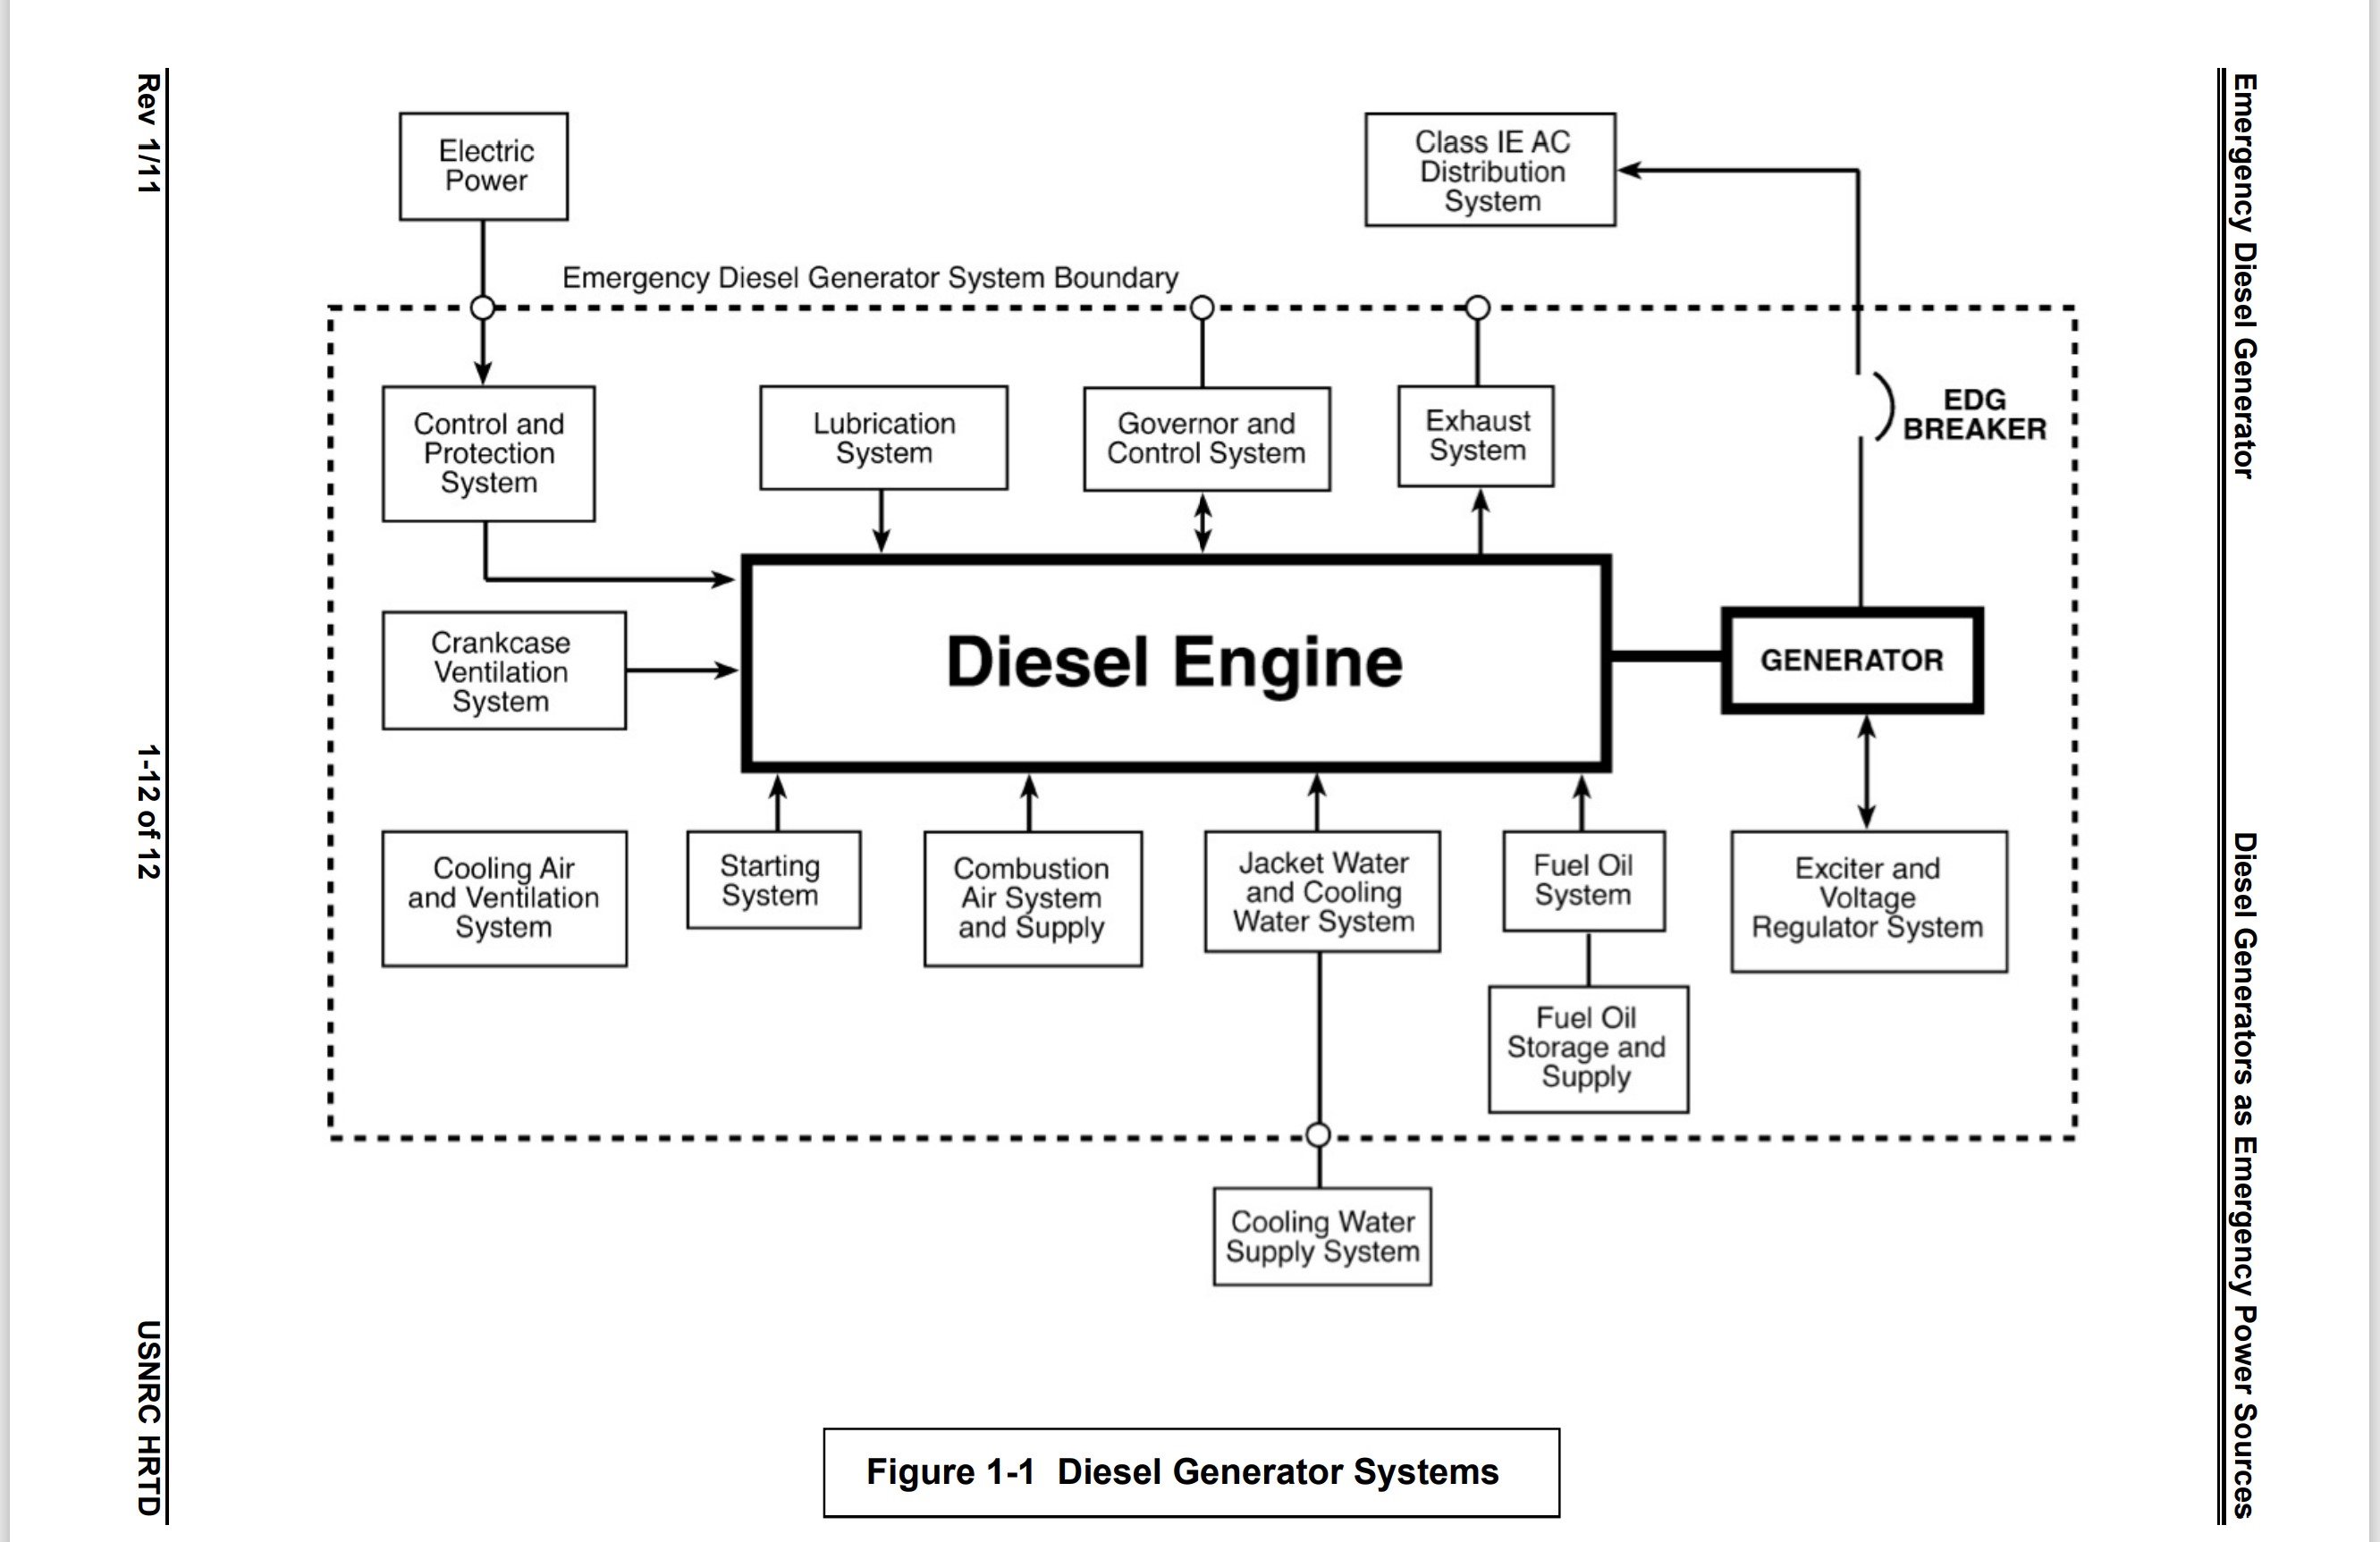 Emergency Diesel Generator
Diesel Generators as Emergency Power Sources
Electric
Power
Class IE AC
Distribution
System
Emergency Diesel Generator System Boundary
Control and
Protection
System
Lubrication
System
Governor and
Control System
Exhaust
System
EDG
BREAKER
Crankcase
Ventilation
System
Diesel Engine
GENERATOR
Cooling Air
and Ventilation
System
Starting
System
Combustion
Air System
and Supply
Jacket Water
and Cooling
Water System
Fuel Oil
System
Exciter and
Voltage
Regulator System
Fuel Oil
Storage and
Supply
Cooling Water
Supply System
Figure 1-1 Diesel Generator Systems
Rev 1/11
1-12 of 12
USNRC HRTD